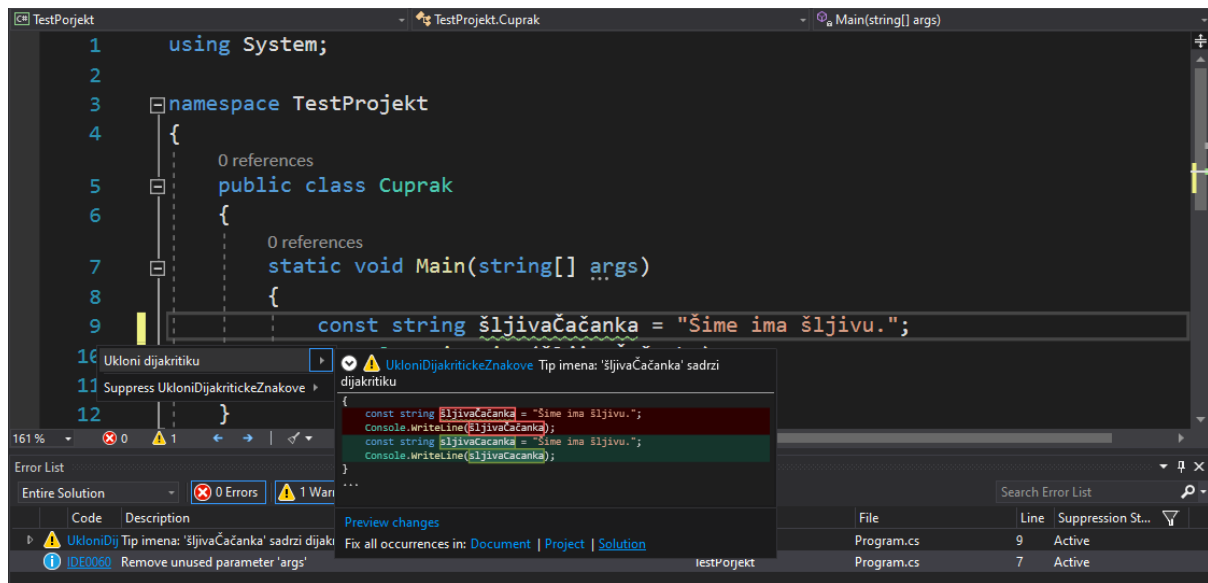 C# TestPorjekt
TestProjekt.Cuprak
Main(string[] args)
1 using System;
2
3 namespace TestProjekt
4 {
0 references
5 public class Cuprak
6 {
0 references
7 static void Main(string[] args)
8 {
9 const string šljivaČačanka = "Šime ima šljivu.";
10
11
12 }
Ukloni dijakritiku
Suppress UkloniDijakritickeZnakove
UkloniDijakritickeZnakove Tip imena: 'šljivaČačanka' sadrzi
dijakritiku
{
const string šljivaČačanka = "Šime ima šljivu.";
Console.WriteLine(šljivaČačanka);
const string sljivaCacanka = "Šime ima šljivu.";
Console.WriteLine(sljivaCacanka);
}
...
Preview changes
Fix all occurrences in: Document | Project | Solution
161 % 0 1
Error List
Entire Solution 0 Errors 1 Warn Search Error List
Code Description File Line Suppression St...
UkloniDij Tip imena: 'šljivaČačanka' sadrzi dijakr Program.cs 9 Active
IDE0060 Remove unused parameter 'args' TestPorjekt Program.cs 7 Active